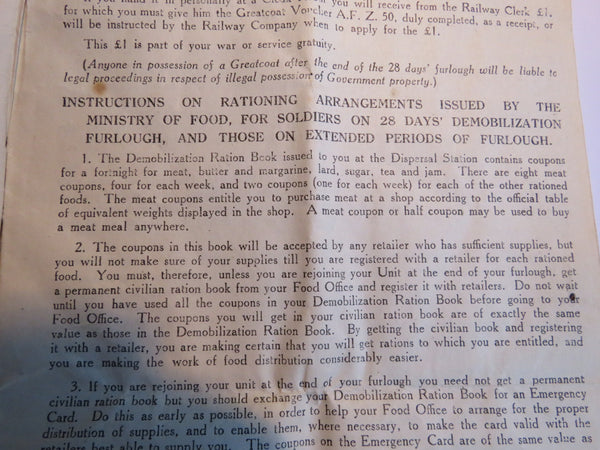 If you hand it in personally at a you will receive from the Railway Clerk £1,
for which you must give him the Greatcoat Voucher A.F. Z. 50, duly completed, as a receipt, or
will be instructed by the Railway Company when to apply for the £1.
This £1 is part of your war or service gratuity.
(Anyone in possession of a Greatcoat after the end of the 28 days' furlough will be liable to
legal proceedings in respect of illegal possession of Government property.)
INSTRUCTIONS ON RATIONING ARRANGEMENTS ISSUED BY THE
MINISTRY OF FOOD, FOR SOLDIERS ON 28 DAYS' DEMOBILIZATION
FURLOUGH, AND THOSE ON EXTENDED PERIODS OF FURLOUGH.
1. The Demobilization Ration Book issued to you at the Dispersal Station contains coupons
for a fortnight for meat, butter and margarine, lard, sugar, tea and jam. There are eight meat
coupons, four for each week, and two coupons (one for each week) for each of the other rationed
foods. The meat coupons entitle you to purchase meat at a shop according to the official table
of equivalent weights displayed in the shop. A meat coupon or half coupon may be used to buy
a meat meal anywhere.
2. The coupons in this book will be accepted by any retailer who has sufficient supplies, but
you will not make sure of your supplies till you are registered with a retailer for each rationed
food. You must, therefore, unless you are rejoining your Unit at the end of your furlough, get
a permanent civilian ration book from your Food Office and register it with retailers. Do not wait
until you have used all the coupons in your Demobilization Ration Book before going to your
Food Office. The coupons you will get in your civilian ration book are of exactly the same
value as those in the Demobilization Ration Book. By getting the civilian book and registering
it with a retailer, you are making certain that you will get rations to which you are entitled, and
you are making the work of food distribution considerably easier.
3. If you are rejoining your unit at the end of your furlough you need not get a permanent
civilian ration book but you should exchange your Demobilization Ration Book for an Emergency
Card. Do this as early as possible, in order to help your Food Office to arrange for the proper
distribution of supplies, and to enable them, where necessary, to make the card valid with the
retailers best able to supply you. The coupons on the Emergency Card are of the same value as